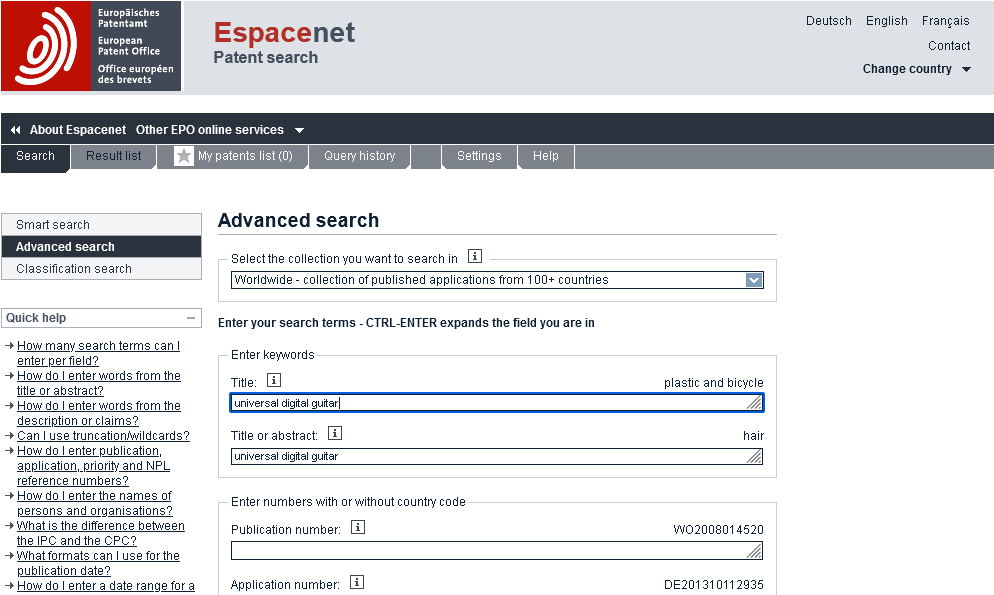 Europäisches
Patentamt
European
Patent Office
Office européen
des brevets
Espacenet
Patent search
Deutsch English Français
Contact
Change country
About Espacenet Other EPO online services
Search Result list My patents list (0) Query history Settings Help
Smart search
Advanced search
Classification search
Quick help
How many search terms can I
enter per field?
How do I enter words from the
title or abstract?
How do I enter words from the
description or claims?
Can I use truncation/wildcards?
How do I enter publication,
application, priority and NPL
reference numbers?
How do I enter the names of
persons and organisations?
What is the difference between
the IPC and the CPC?
What formats can I use for the
publication date?
How do I enter a date range for a
Advanced search
Select the collection you want to search in
Worldwide - collection of published applications from 100+ countries
Enter your search terms - CTRL-ENTER expands the field you are in
Enter keywords
Title: plastic and bicycle
universal digital guitar
Title or abstract: hair
universal digital guitar
Enter numbers with or without country code
Publication number: WO2008014520
Application number: DE201310112935